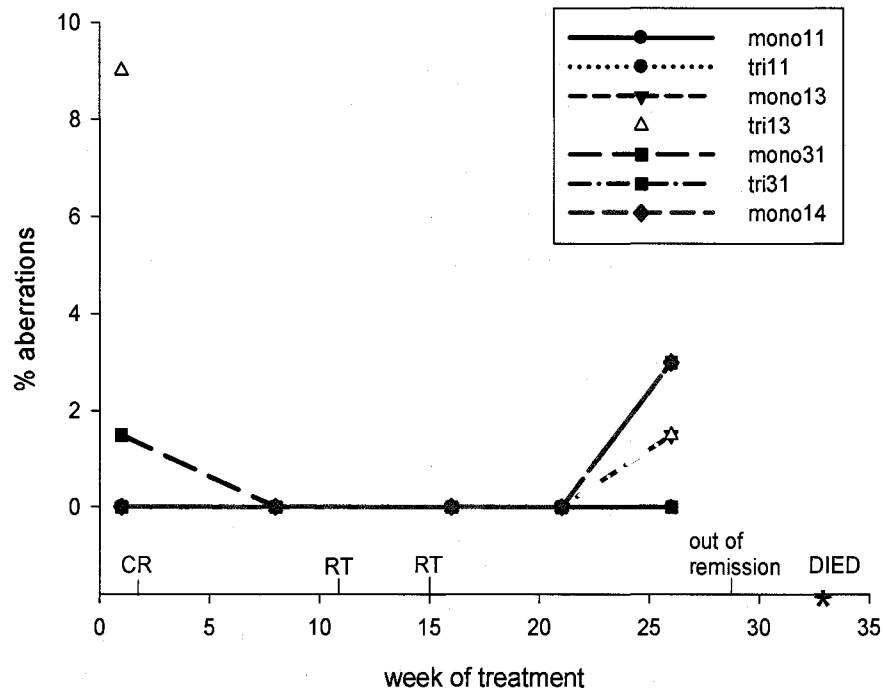 10
8
6
4
2
0
% aberrations
mono11
tri11
mono13
tri13
mono31
tri31
mono14
CR
RT
RT
out of
remission
DIED
0 5 10 15 20 25 30 35
week of treatment